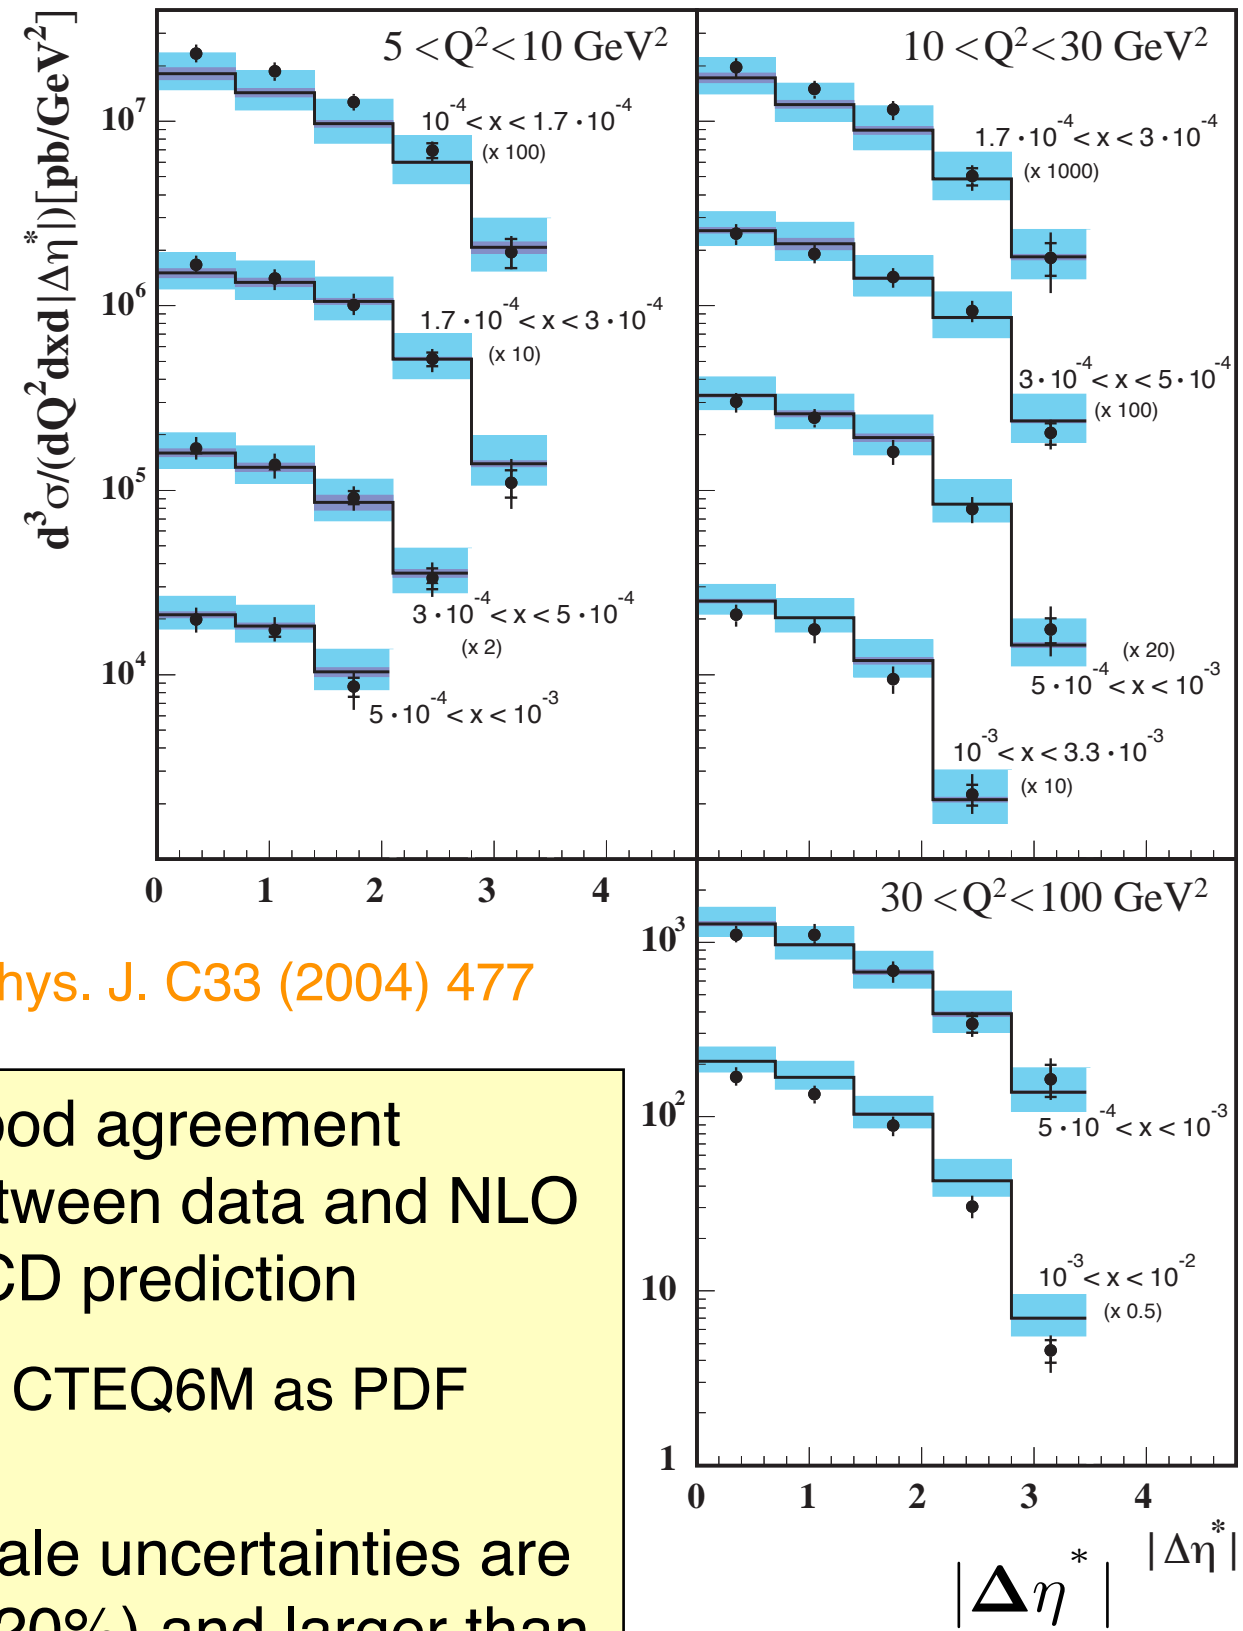 d³σ/(dQ²dxd|Δη*|)[pb/GeV²]
5 <Q²<10 GeV²
10⁷
10⁻⁴< x < 1.7·10⁻⁴
(x 100)
10⁶
1.7·10⁻⁴< x < 3·10⁻⁴
(x 10)
10⁵
3·10⁻⁴< x < 5·10⁻⁴
(x 2)
10⁴
5·10⁻⁴< x < 10⁻³
0 1 2 3 4
10 <Q²<30 GeV²
1.7·10⁻⁴< x < 3·10⁻⁴
(x 1000)
3·10⁻⁴< x < 5·10⁻⁴
(x 100)
(x 20)
5·10⁻⁴< x < 10⁻³
10⁻³< x < 3.3·10⁻³
(x 10)
30 <Q²<100 GeV²
10³
10²
5·10⁻⁴< x < 10⁻³
10
10⁻³< x < 10⁻²
(x 0.5)
1
0 1 2 3 4
|Δη*|
|Δη*|
hys. J. C33 (2004) 477
ood agreement
tween data and NLO
CD prediction
CTEQ6M as PDF
ale uncertainties are
20%) and larger than